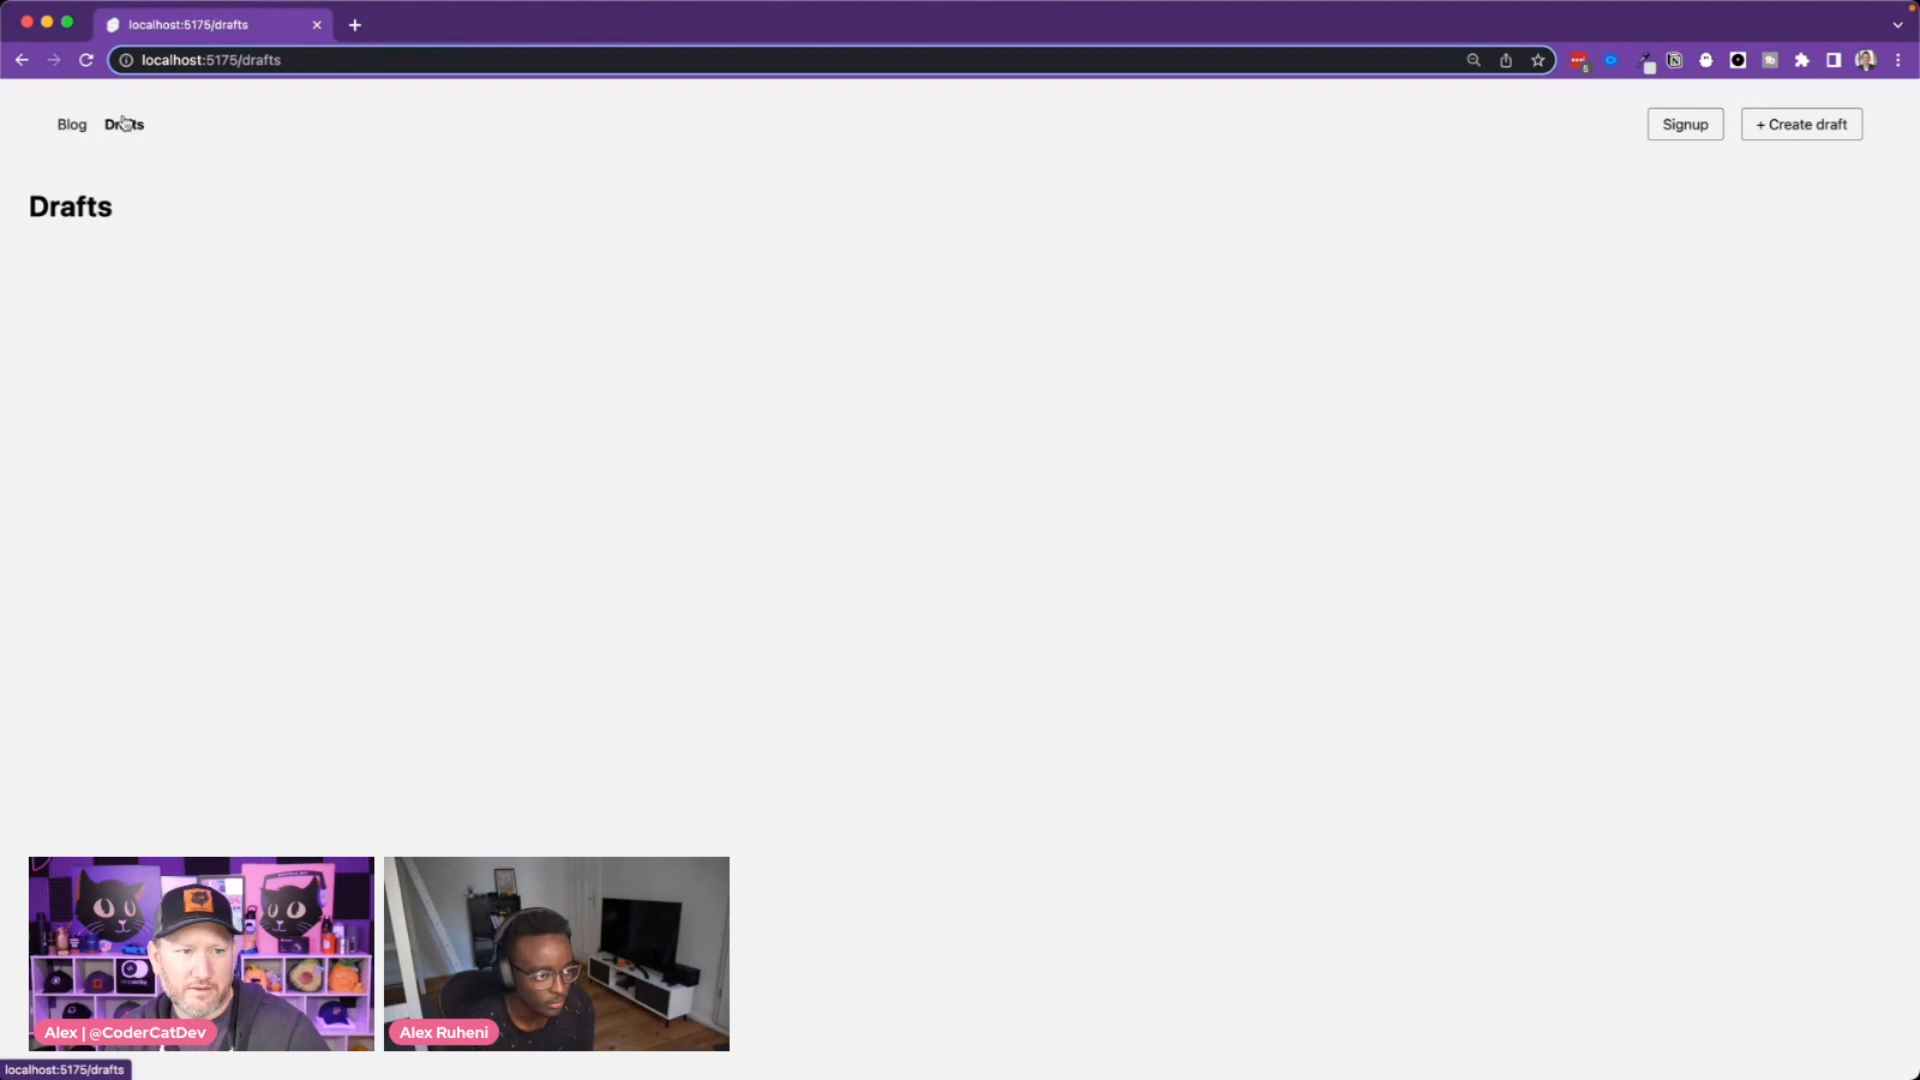 localhost:5175/drafts
localhost:5175/drafts
5
Blog Drafts
Signup + Create draft
Drafts
Alex | @CoderCatDev
Alex Ruheni
localhost:5175/drafts